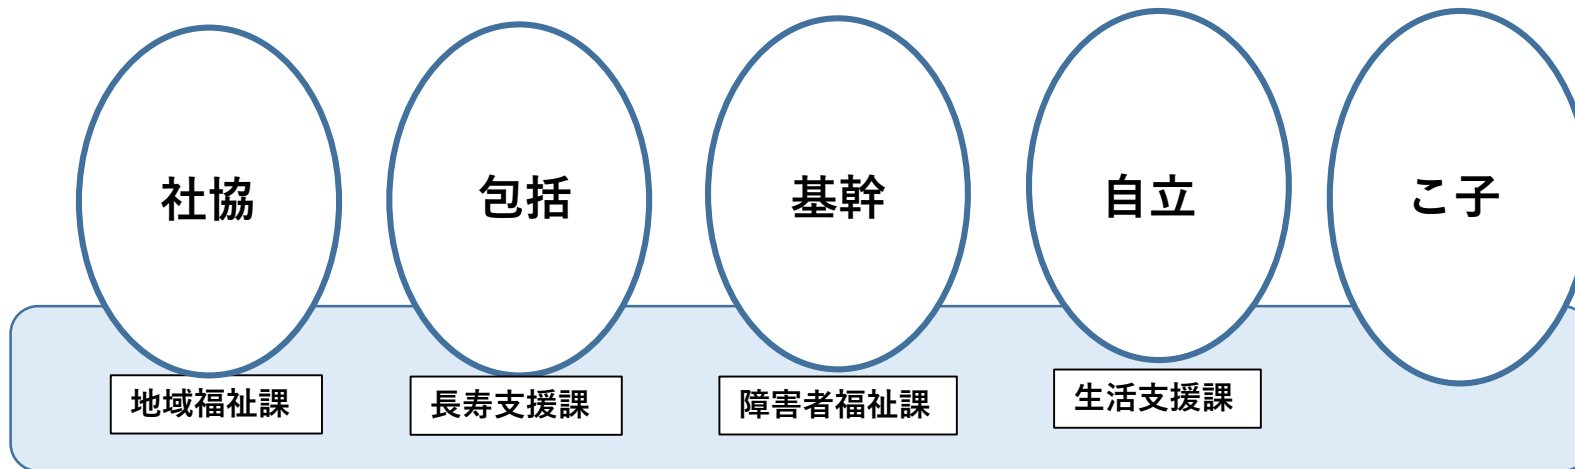 社協
包括
基幹
自立
こ子
地域福祉課
長寿支援課
障害者福祉課
生活支援課